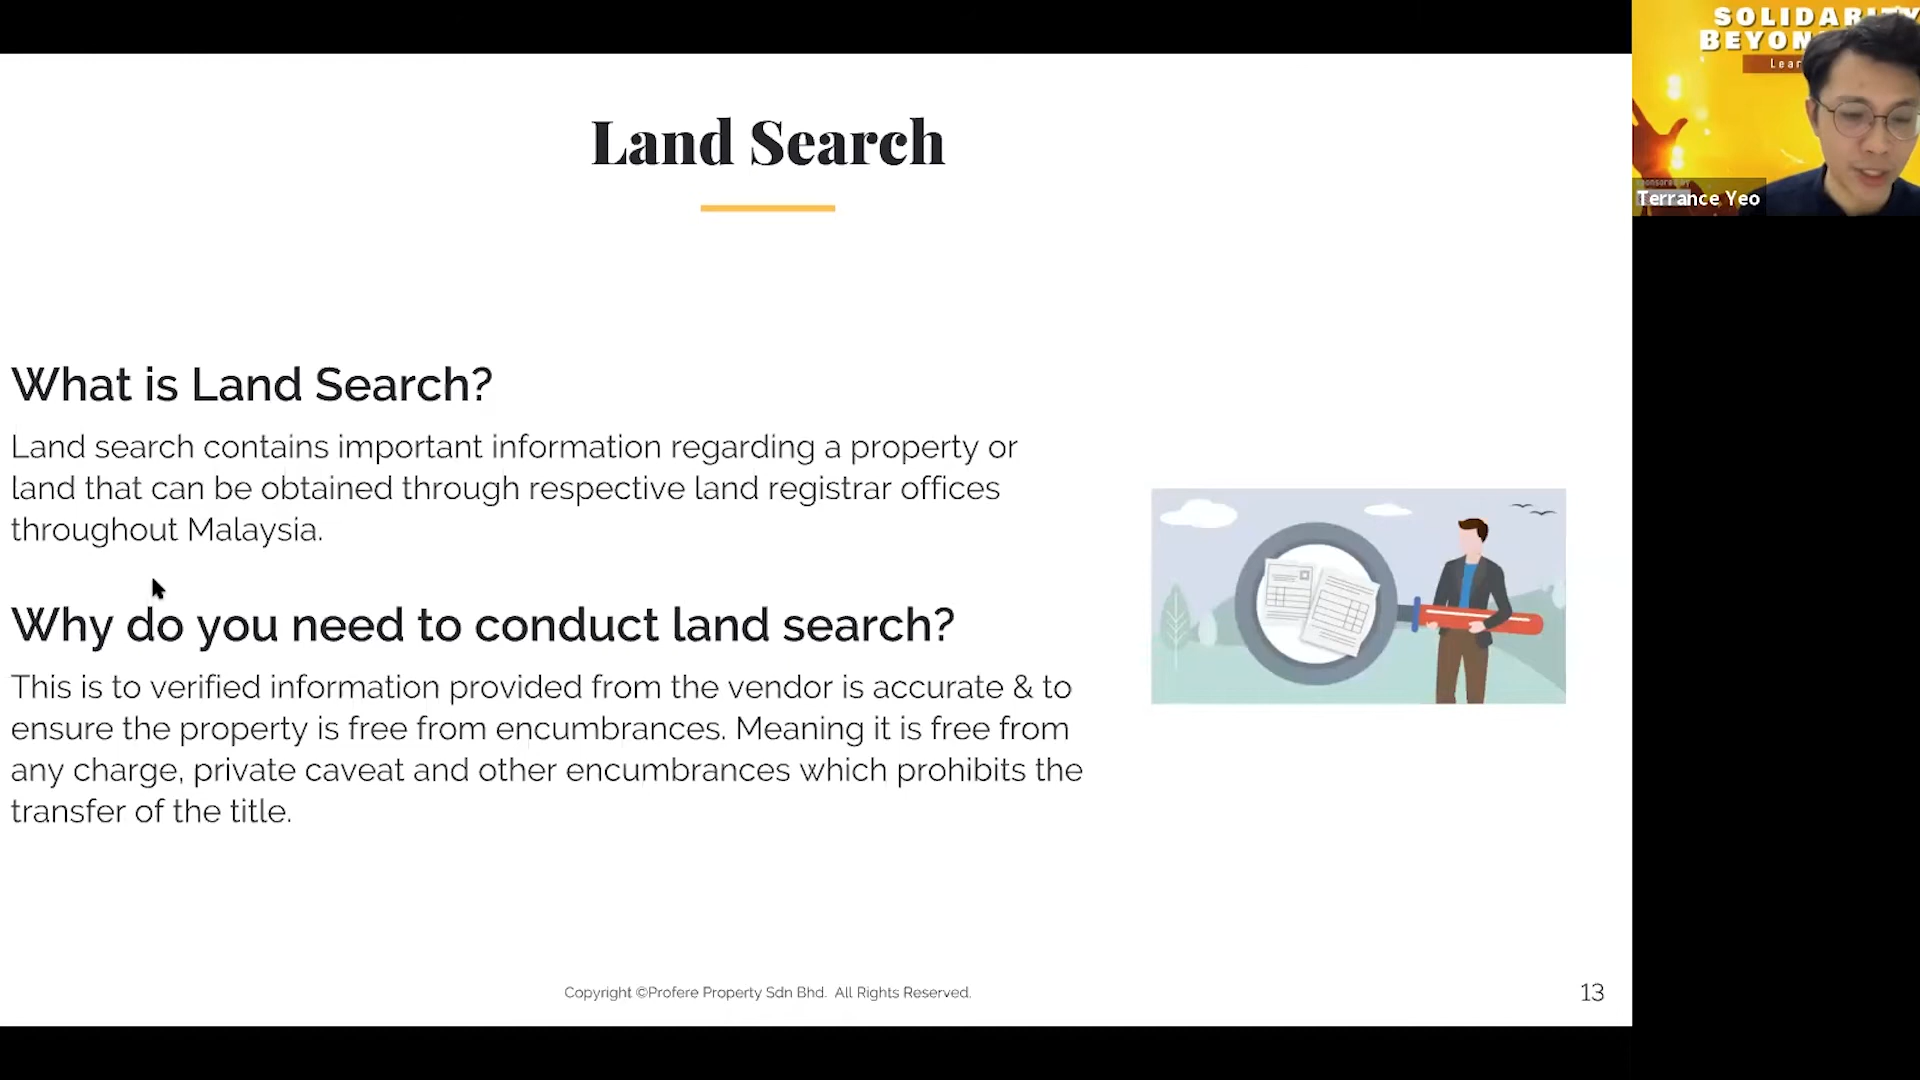 Land Search
What is Land Search?
Land search contains important information regarding a property or
land that can be obtained through respective land registrar offices
throughout Malaysia.
Why do you need to conduct land search?
This is to verified information provided from the vendor is accurate & to
ensure the property is free from encumbrances. Meaning it is free from
any charge, private caveat and other encumbrances which prohibits the
transfer of the title.
Copyright ©Profere Property Sdn Bhd. All Rights Reserved.
13
SOLIDARITY
BEYON
Lear
Terrance Yeo